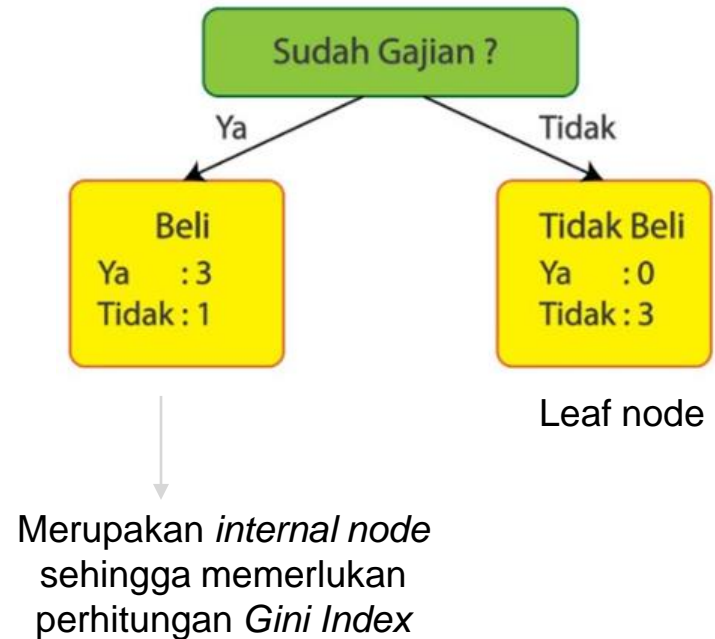 Sudah Gajian ?
Ya
Tidak
Beli
Ya : 3
Tidak : 1
Tidak Beli
Ya : 0
Tidak : 3
Leaf node
Merupakan internal node
sehingga memerlukan
perhitungan Gini Index